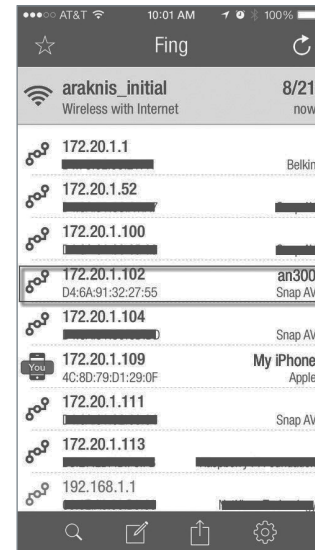 AT&T 10:01 AM 100%
Fing
araknis_initial 8/21
Wireless with Internet now
172.20.1.1
Belkin
172.20.1.52
172.20.1.100
172.20.1.102 an300
D4:6A:91:32:27:55 Snap AV
172.20.1.104
Snap AV
You 172.20.1.109 My iPhone
4C:8D:79:D1:29:0F Apple
172.20.1.111
Snap AV
172.20.1.113
192.168.1.1